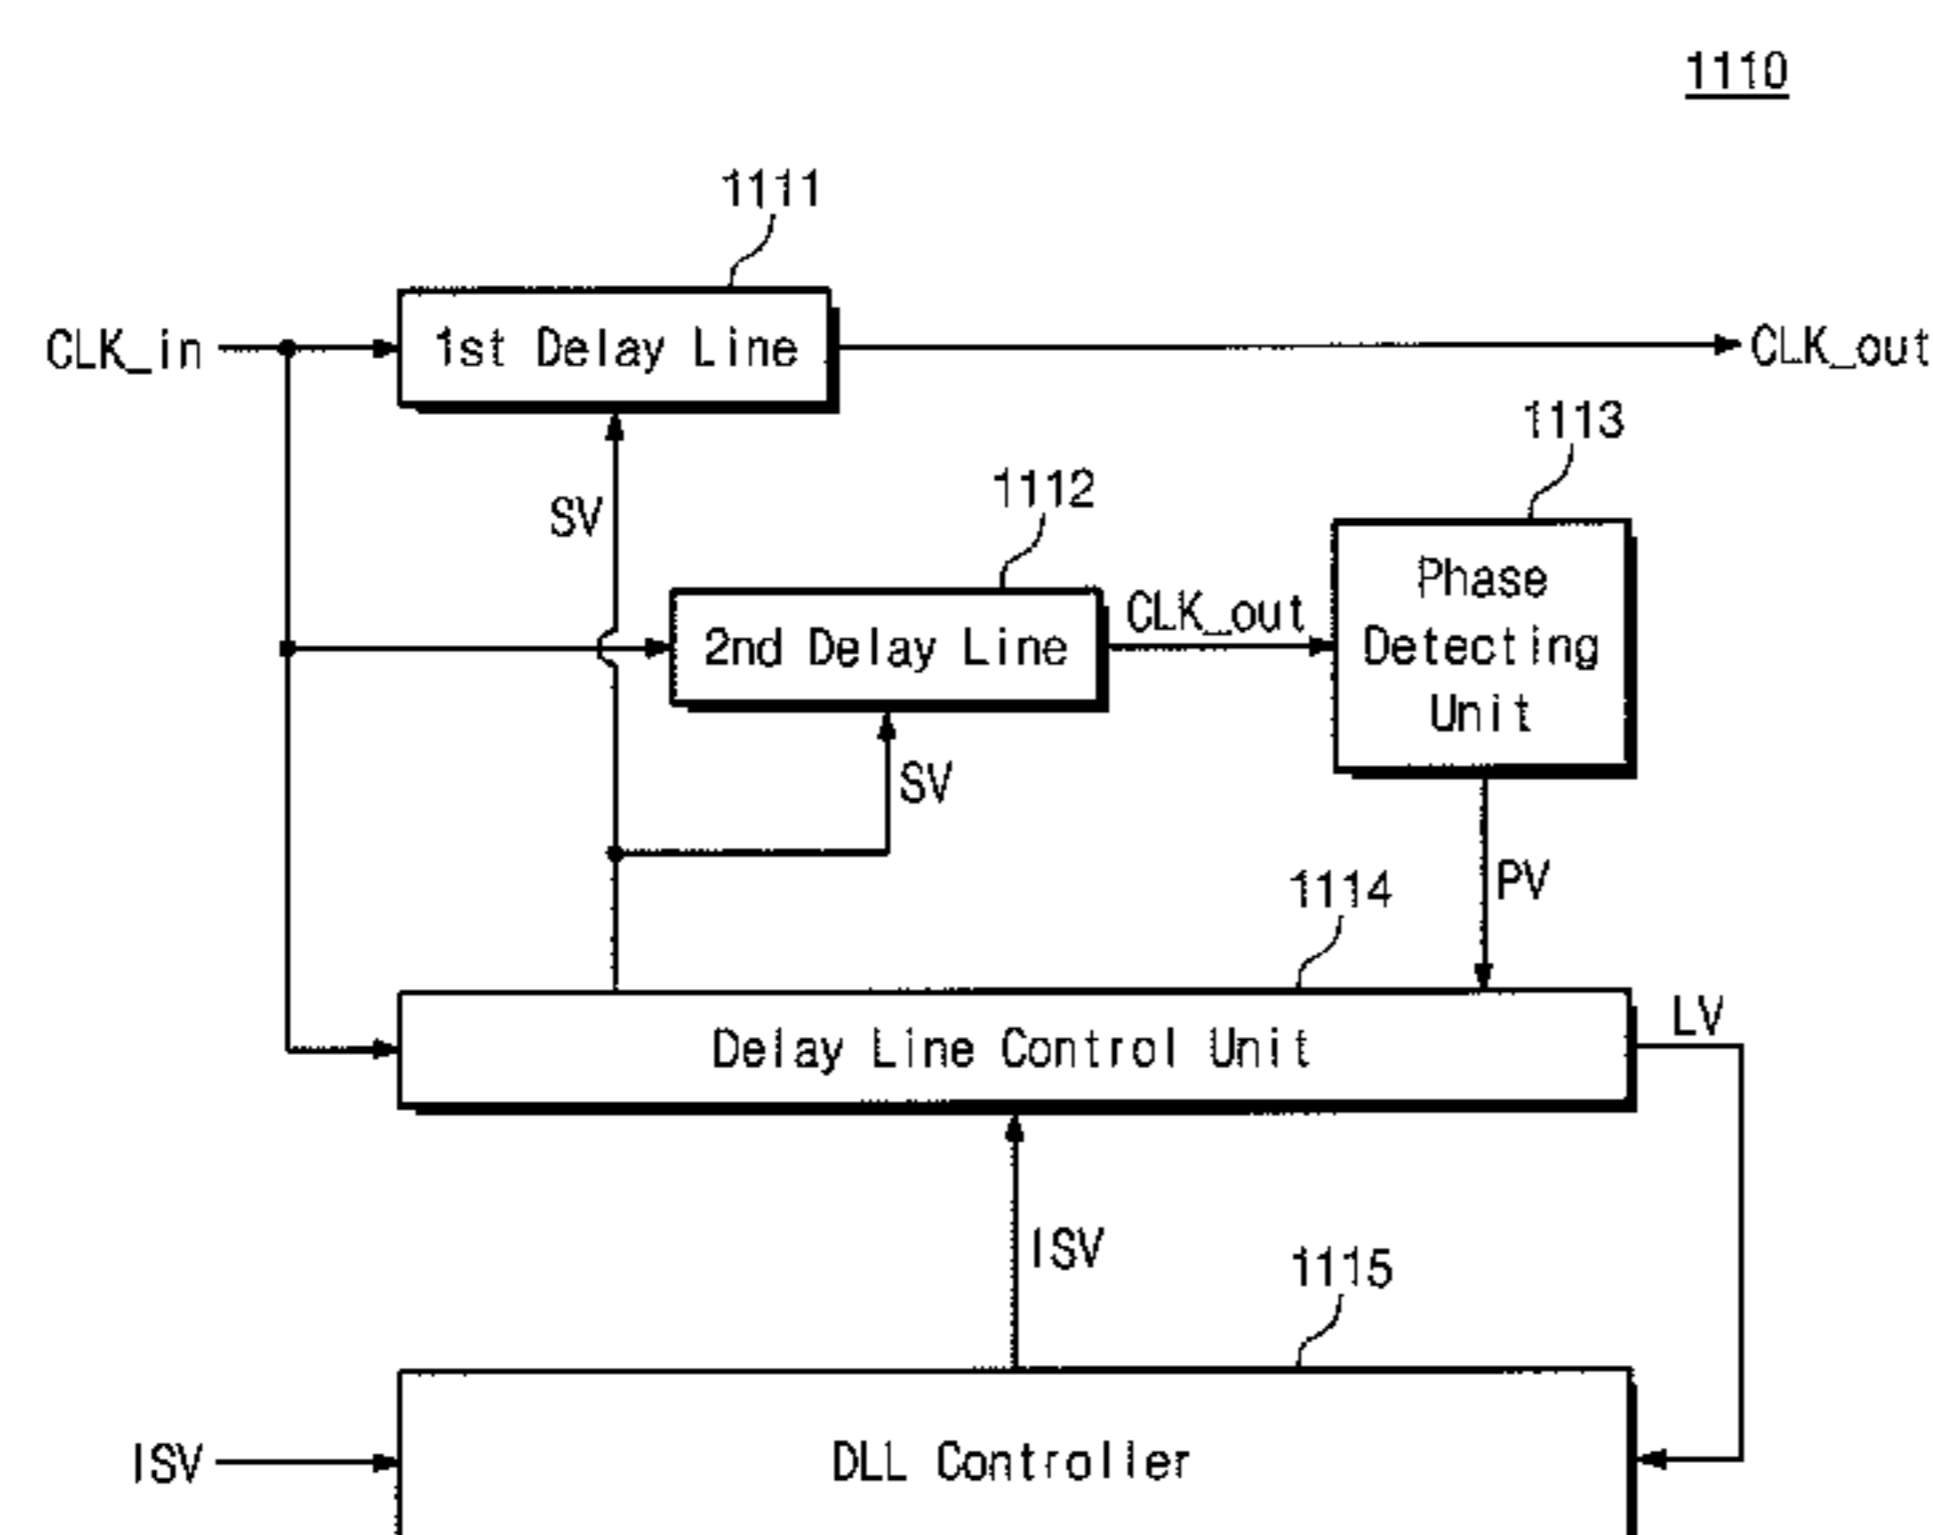 1110
1111
CLK_in
1st Delay Line
CLK_out
1113
1112
SV
Phase
Detecting
Unit
CLK_out
2nd Delay Line
SV
PV
1114
LV
Delay Line Control Unit
ISV
1115
ISV
DLL Controller